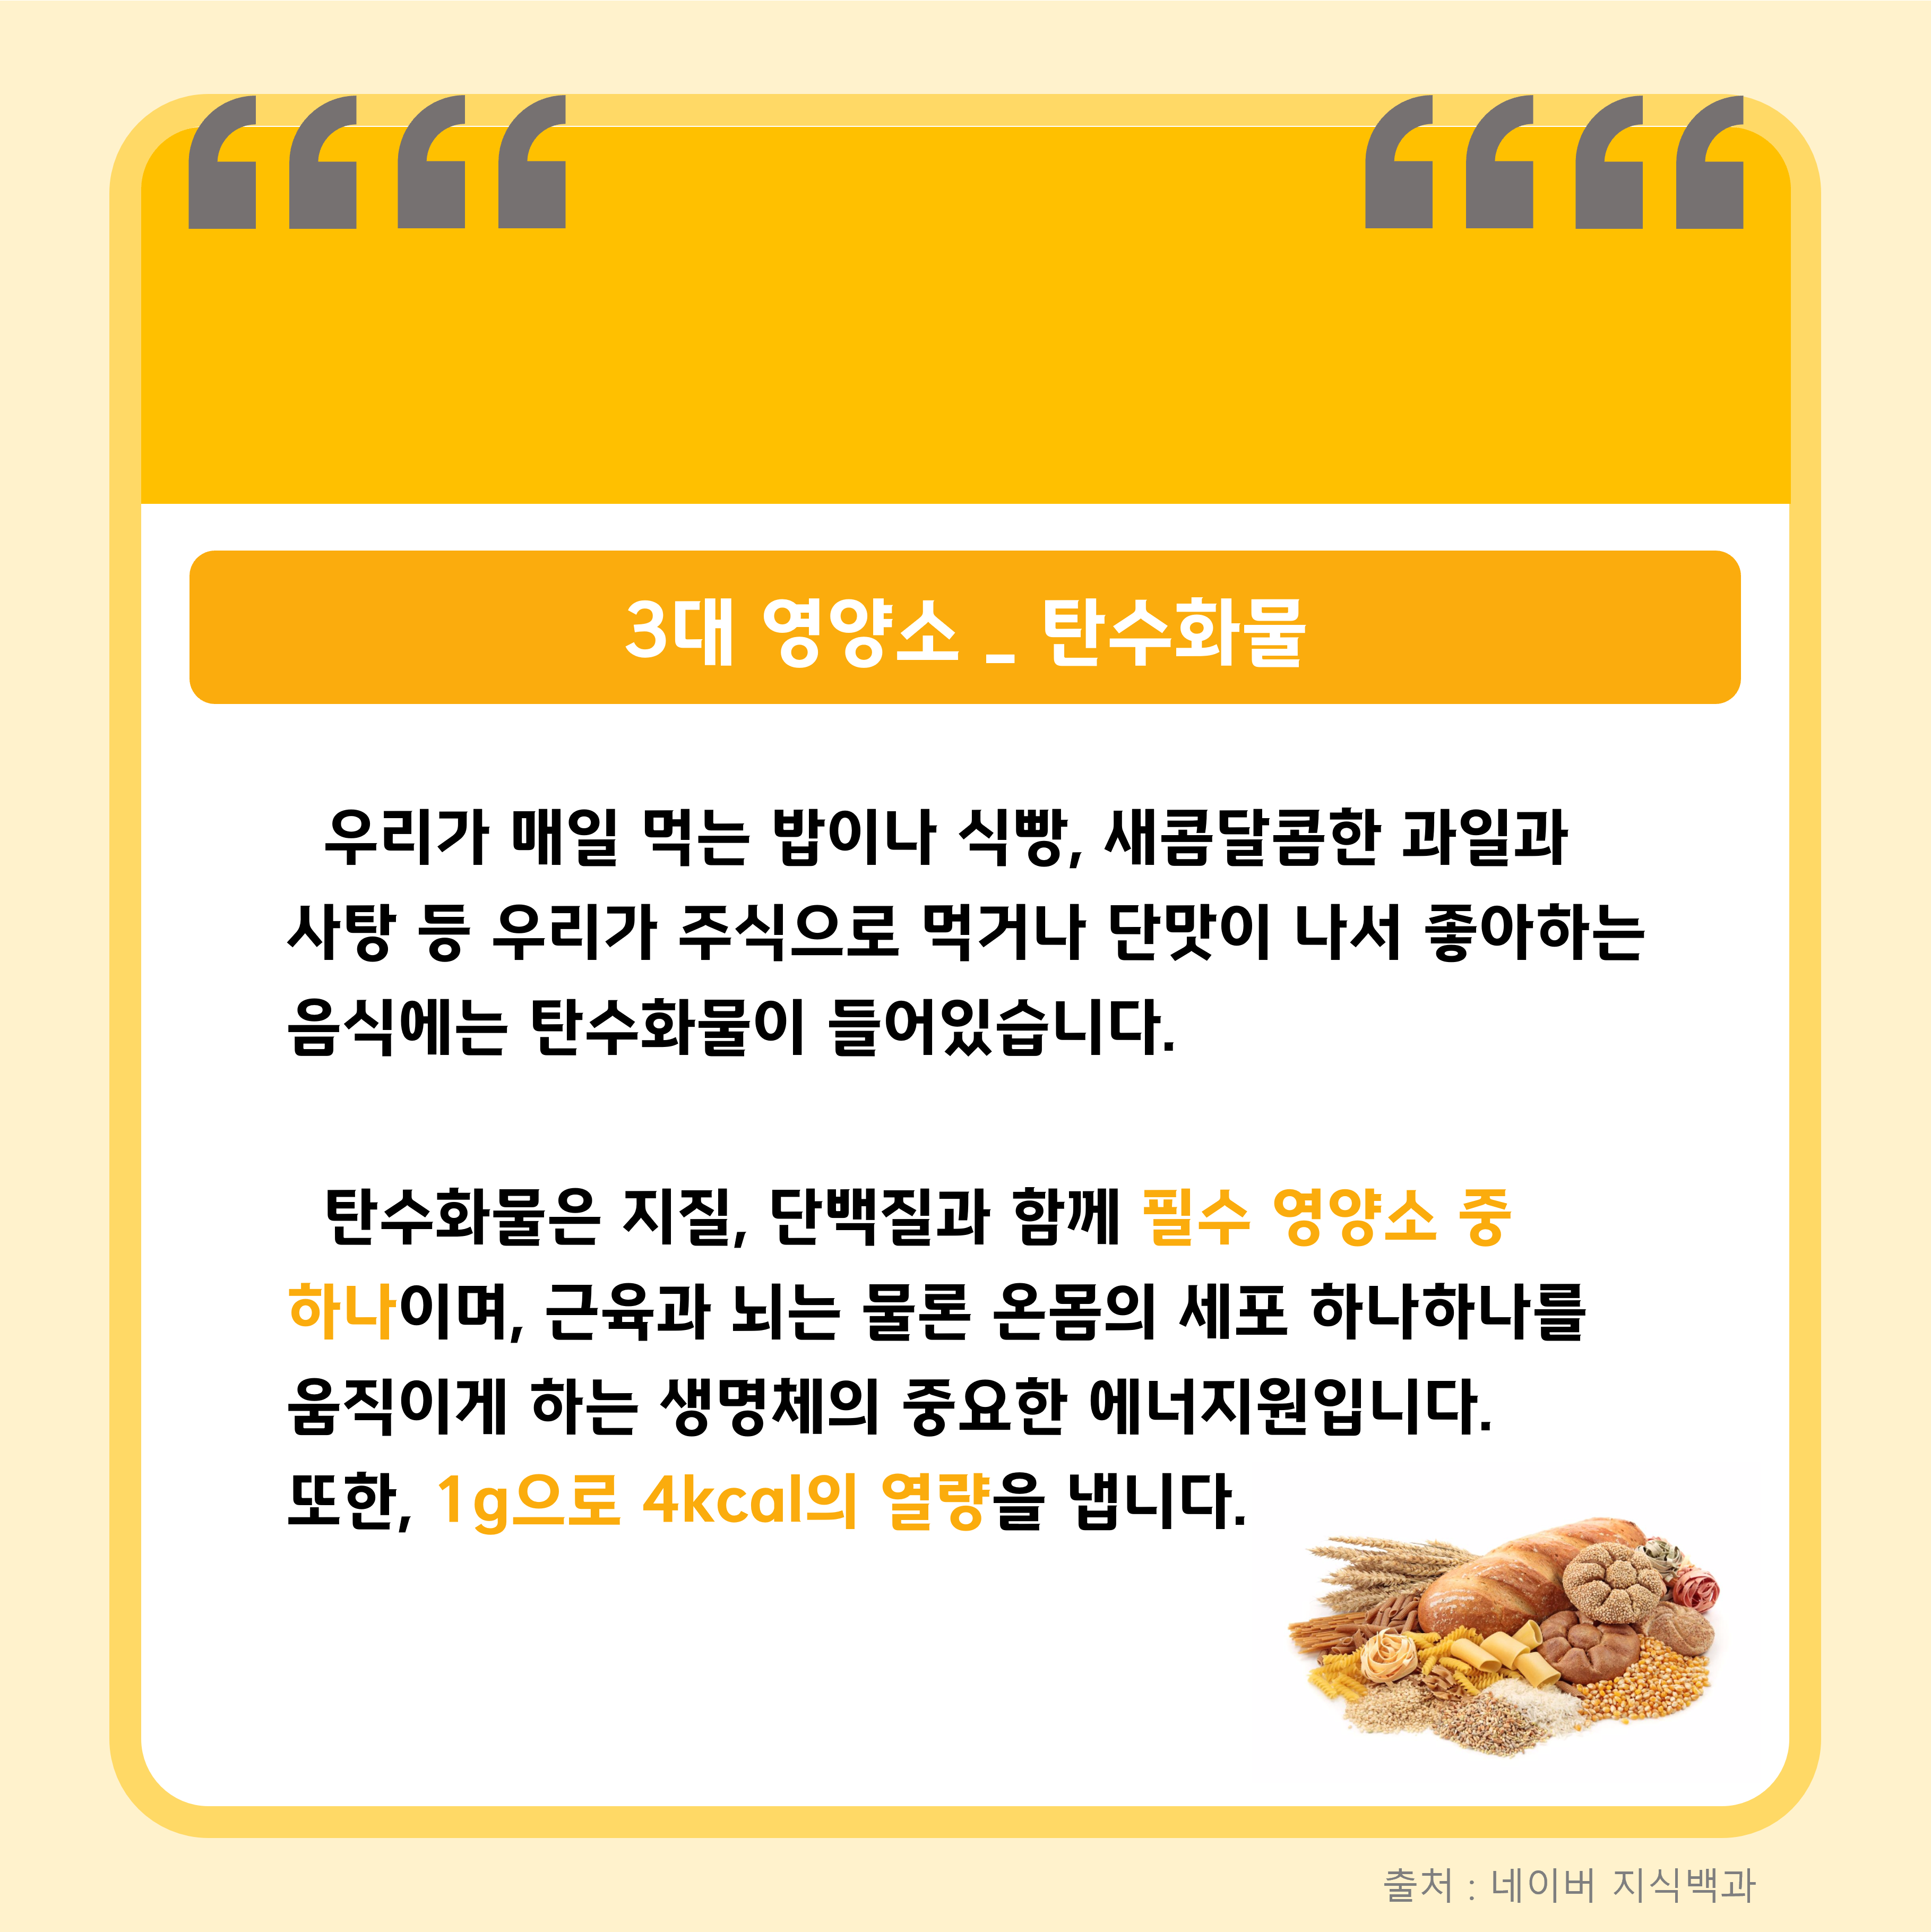 3대 영양소 _ 탄수화물
우리가 매일 먹는 밥이나 식빵, 새콤달콤한 과일과
사탕 등 우리가 주식으로 먹거나 단맛이 나서 좋아하는
음식에는 탄수화물이 들어있습니다.
탄수화물은 지질, 단백질과 함께 필수 영양소 중
하나이며, 근육과 뇌는 물론 온몸의 세포 하나하나를
움직이게 하는 생명체의 중요한 에너지원입니다.
또한, 1g으로 4kcal의 열량을 냅니다.
출처 : 네이버 지식백과